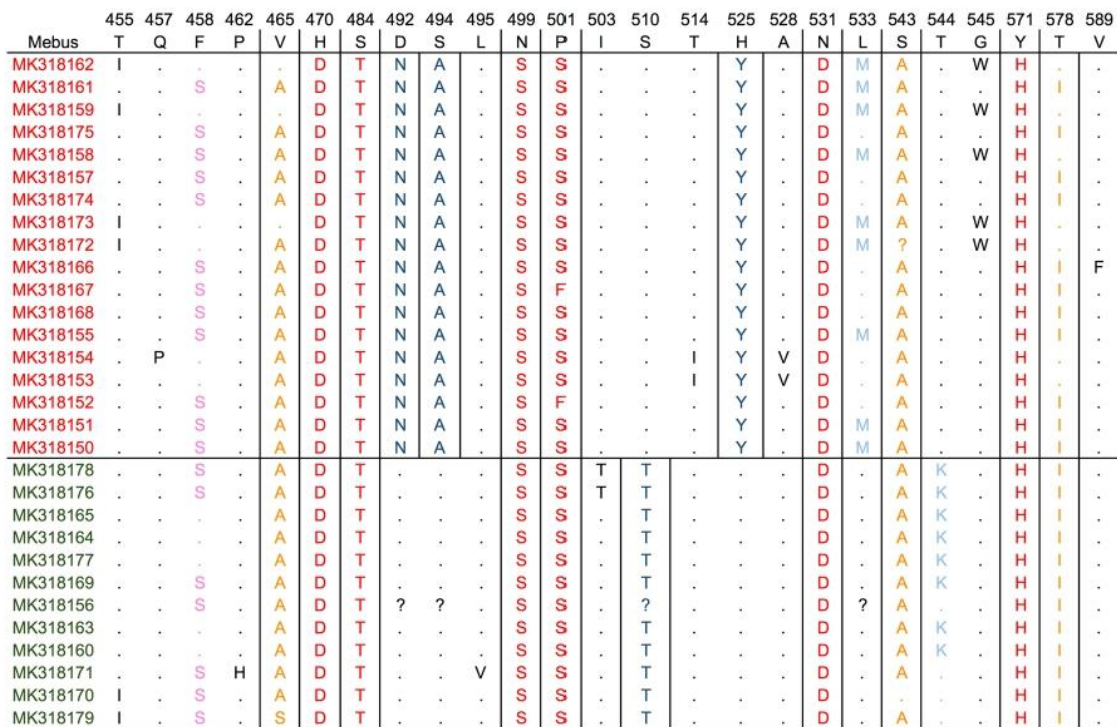 455 457 458 462 465 470 484 492 494 495 499 501 503 510 514 525 528 531 533 543 544 545 571 578 589
Mebus T Q F P V H S D S L N P I S T H A N L S T G Y T V
MK318162 I . . . . D T N A . S S . . . Y . D M A . W H . .
MK318161 . . S . A D T N A . S S . . . Y . D M A . . H I .
MK318159 I . . . . D T N A . S S . . . Y . D M A . W H . .
MK318175 . . S . A D T N A . S S . . . Y . D . A . . H I .
MK318158 . . S . A D T N A . S S . . . Y . D M A . W H . .
MK318157 . . S . A D T N A . S S . . . Y . D . A . . H I .
MK318174 . . S . A D T N A . S S . . . Y . D . A . . H I .
MK318173 I . . . . D T N A . S S . . . Y . D M A . W H . .
MK318172 I . . . A D T N A . S S . . . Y . D M ? . W H . .
MK318166 . . S . A D T N A . S S . . . Y . D . A . . H I F
MK318167 . . S . A D T N A . S F . . . Y . D . A . . H I .
MK318168 . . S . A D T N A . S S . . . Y . D . A . . H I .
MK318155 . . S . A D T N A . S S . . . Y . D M A . . H I .
MK318154 . P . . A D T N A . S S . . I Y V D . A . . H . .
MK318153 . . . . A D T N A . S S . . I Y V D . A . . H . .
MK318152 . . S . A D T N A . S F . . . Y . D . A . . H I .
MK318151 . . S . A D T N A . S S . . . Y . D M A . . H I .
MK318150 . . S . A D T N A . S S . . . Y . D M A . . H I .
MK318178 . . S . A D T . . . S S T T . . . D . A K . H I .
MK318176 . . S . A D T . . . S S T T . . . D . A K . H I .
MK318165 . . . . A D T . . . S S . T . . . D . A K . H I .
MK318164 . . . . A D T . . . S S . T . . . D . A K . H I .
MK318177 . . . . A D T . . . S S . T . . . D . A K . H I .
MK318169 . . S . A D T . . . S S . T . . . D . A K . H I .
MK318156 . . S . A D T ? ? . S S . ? . . . D ? A . . H I .
MK318163 . . . . A D T . . . S S . T . . . D . A K . H I .
MK318160 . . . . A D T . . . S S . T . . . D . A K . H I .
MK318171 . . S H A D T . . V S S . T . . . D . A . . H I .
MK318170 I . S . A D T . . . S S . T . . . D . . . . H I .
MK318179 I . S . S D T . . . S S . T . . . D . A . . H I .